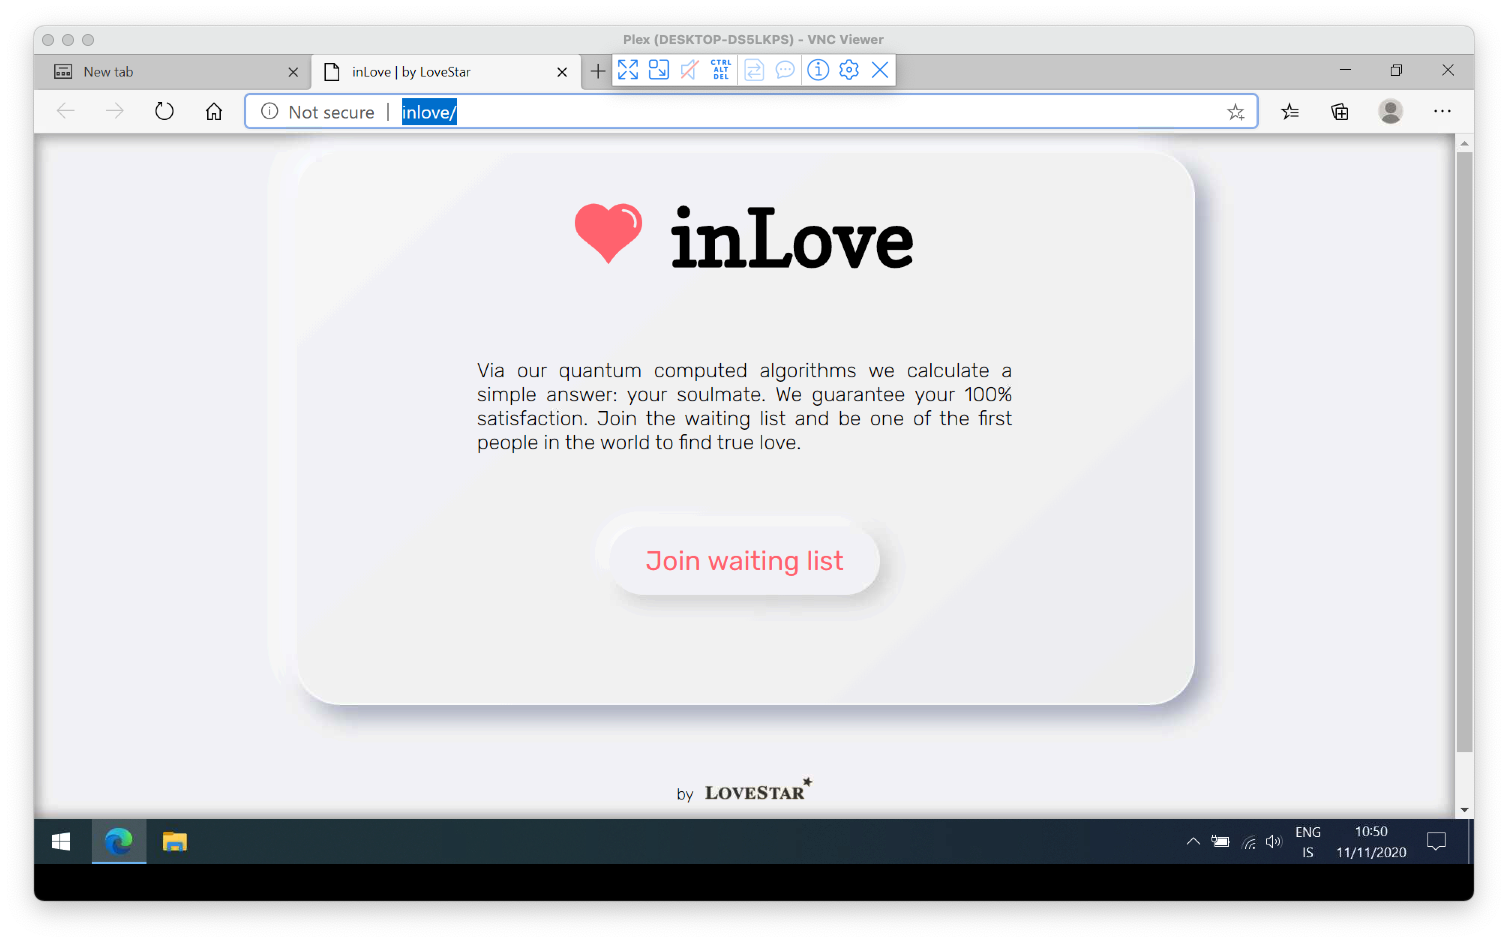 Plex (DESKTOP-DS5LKPS) - VNC Viewer
New tab
inLove | by LoveStar
CTRL
ALT
DEL
Not secure | inlove/
inLove
Via our quantum computed algorithms we calculate a
simple answer: your soulmate. We guarantee your 100%
satisfaction. Join the waiting list and be one of the first
people in the world to find true love.
Join waiting list
by LOVESTAR
ENG
IS
10:50
11/11/2020